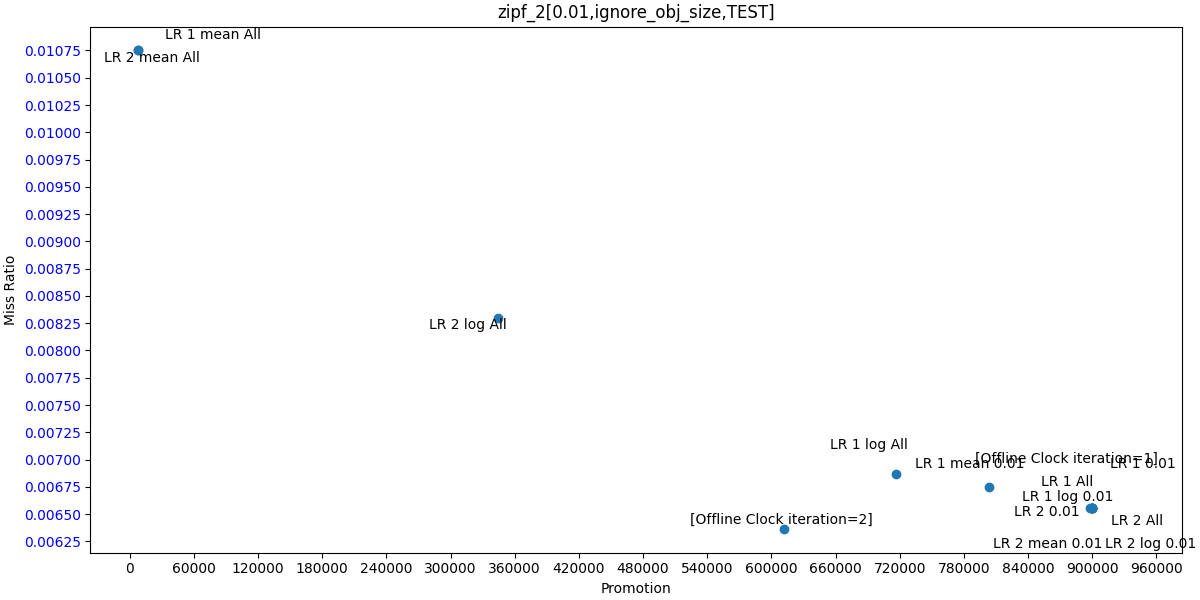 zipf_2[0.01,ignore_obj_size,TEST]
LR 1 mean All
0.01075
LR 2 mean All
0.01050
0.01025
0.01000
0.00975
0.00950
0.00925
0.00900
0.00875
0.00850
0.00825
LR 2 log All
0.00800
0.00775
0.00750
0.00725
LR 1 log All
0.00700
[Offline Clock iteration=1]
LR 1 mean 0.01
LR 1 0.01
0.00675
LR 1 All
LR 1 log 0.01
0.00650
LR 2 0.01
[Offline Clock iteration=2]
LR 2 All
0.00625
LR 2 mean 0.01
LR 2 log 0.01
Miss Ratio
0 60000 120000 180000 240000 300000 360000 420000 480000 540000 600000 660000 720000 780000 840000 900000 960000
Promotion